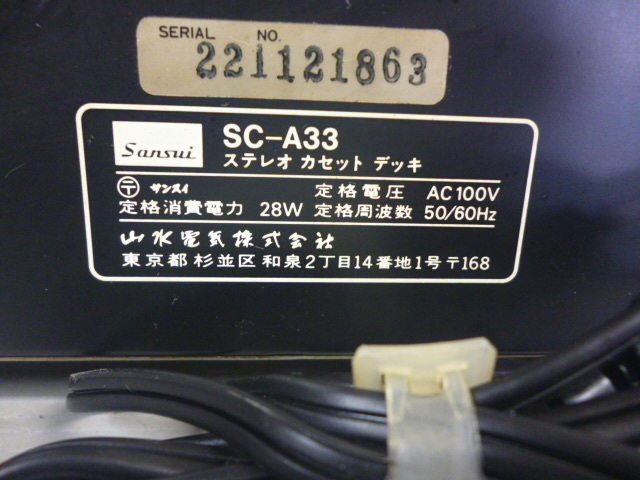 SERIAL NO.
221121863
Sansui
SC-A33
ステレオ カセット デッキ
〒 サンスイ 定格電圧 AC100V
定格消費電力 28W 定格周波数 50/60Hz
山水電気株式会社
東京都杉並区和泉2丁目14番地1号〒168